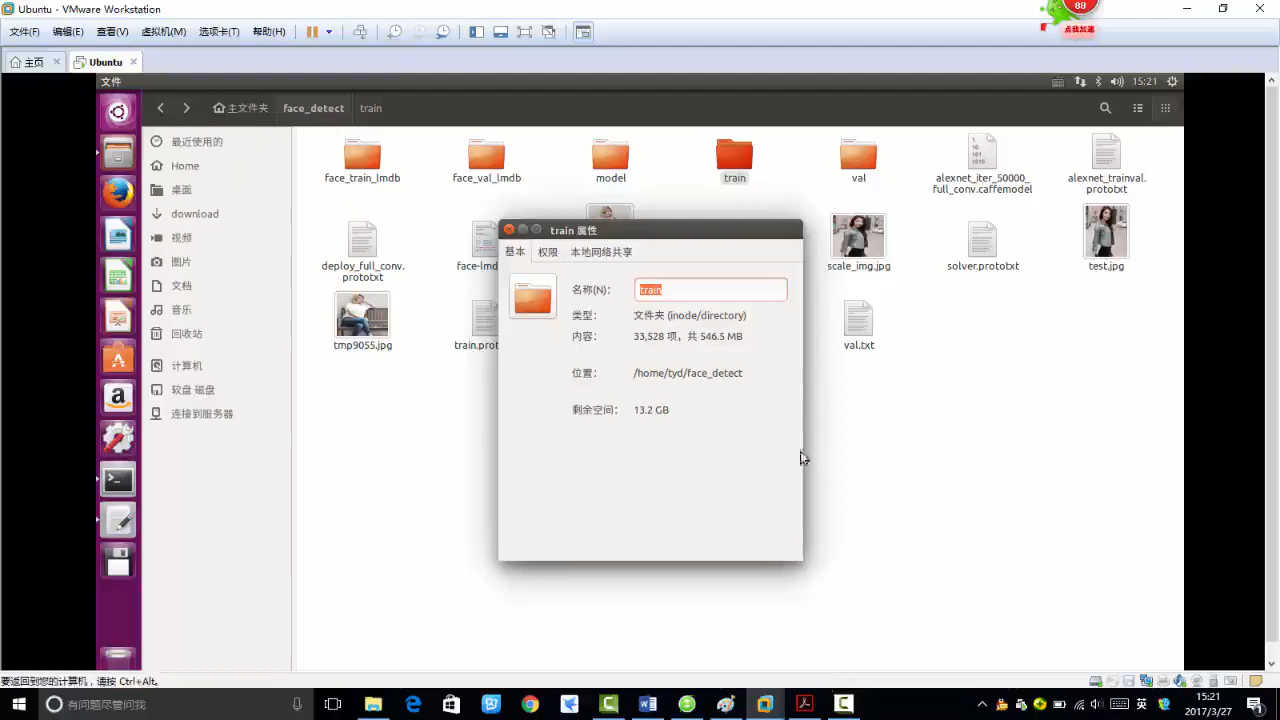 Ubuntu - VMware Workstation
88
点我加速
文件(F) 编辑(E) 查看(V) 虚拟机(M) 选项卡(T) 帮助(H)
主页 Ubuntu
文件 15:21
主文件夹 face_detect train
最近使用的
Home
桌面
download
视频
图片
文档
音乐
回收站
计算机
软盘 磁盘
连接到服务器
face_train_lmdb face_val_lmdb model train val alexnet_iter_50000_ alexnet_trainval.
full_conv.caffemodel prototxt
deploy_full_conv. face-lmd scale_img.jpg solver.prototxt test.jpg
prototxt
tmp9055.jpg train.prot val.txt
train 属性
基本 权限 本地网络共享
名称(N): train
类型: 文件夹 (inode/directory)
内容: 33,528 项，共 546.5 MB
位置: /home/tyd/face_detect
剩余空间: 13.2 GB
要返回到您的计算机，请按 Ctrl+Alt。
有问题尽管问我
英
15:21
2017/3/27